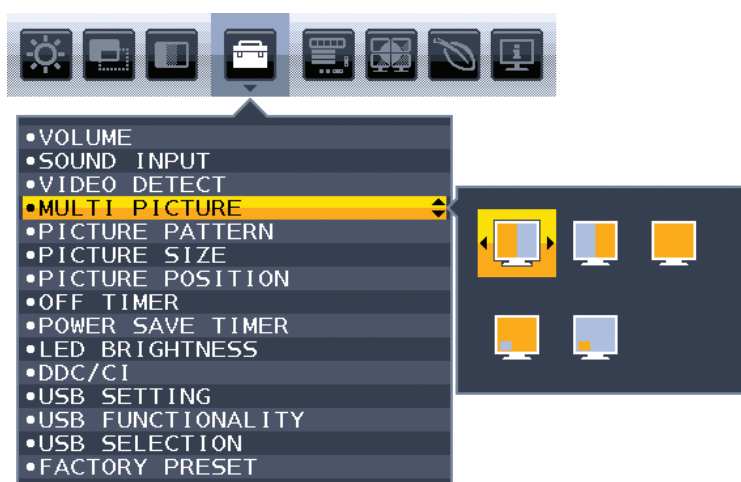 •VOLUME
•SOUND INPUT
•VIDEO DETECT
•MULTI PICTURE
•PICTURE PATTERN
•PICTURE SIZE
•PICTURE POSITION
•OFF TIMER
•POWER SAVE TIMER
•LED BRIGHTNESS
•DDC/CI
•USB SETTING
•USB FUNCTIONALITY
•USB SELECTION
•FACTORY PRESET